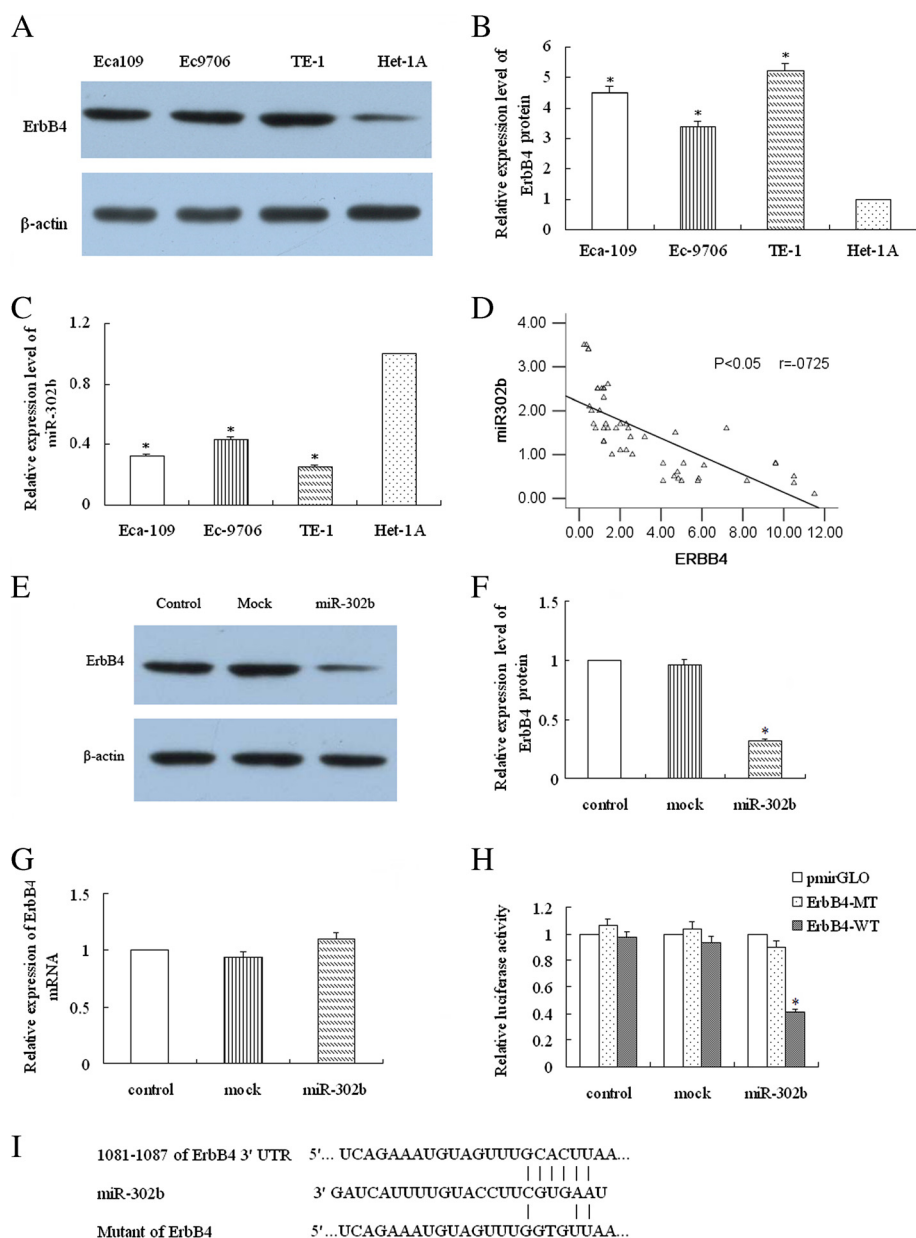 A
Eca109 Ec9706 TE-1 Het-1A
ErbB4
β-actin
B
Relative expression level of
ErbB4 protein
6
5
4
3
2
1
0
* * *
Eca-109 Ec-9706 TE-1 Het-1A
C
Relative expression level of
miR-302b
1.2
0.8
0.4
0
* * *
Eca-109 Ec-9706 TE-1 Het-1A
D
miR302b
4.00
3.00
2.00
1.00
0.00
P<0.05 r=-0725
0.00 2.00 4.00 6.00 8.00 10.00 12.00
ERBB4
E
Control Mock miR-302b
ErbB4
β-actin
F
Relative expression level of
ErbB4 protein
1.5
1
0.5
0
*
control mock miR-302b
G
Relative expression of ErbB4
mRNA
1.5
1
0.5
0
control mock miR-302b
H
Relative luciferase activity
pmirGLO
ErbB4-MT
ErbB4-WT
1.2
1
0.8
0.6
0.4
0.2
0
*
control mock miR-302b
I
1081-1087 of ErbB4 3' UTR 5'... UCAGAAAUGUAGUUUGCACUUAA...
miR-302b 3' GAUCAUUUUGUACCUUCGUGAAU
Mutant of ErbB4 5'... UCAGAAAUGUAGUUUGGTGUUAA...